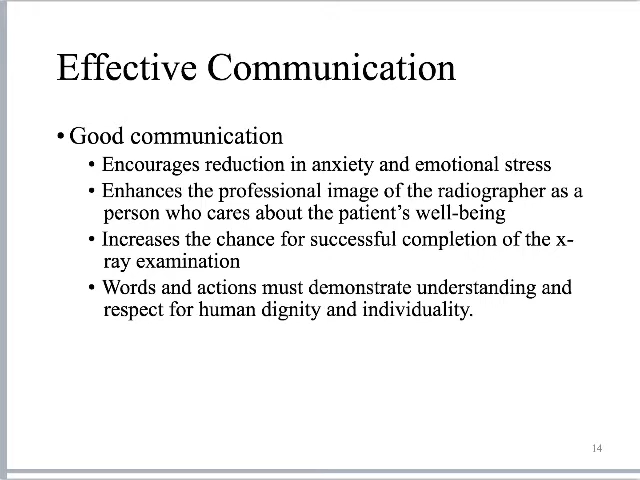 Effective Communication
• Good communication
• Encourages reduction in anxiety and emotional stress
• Enhances the professional image of the radiographer as a
person who cares about the patient’s well-being
• Increases the chance for successful completion of the x-
ray examination
• Words and actions must demonstrate understanding and
respect for human dignity and individuality.
14